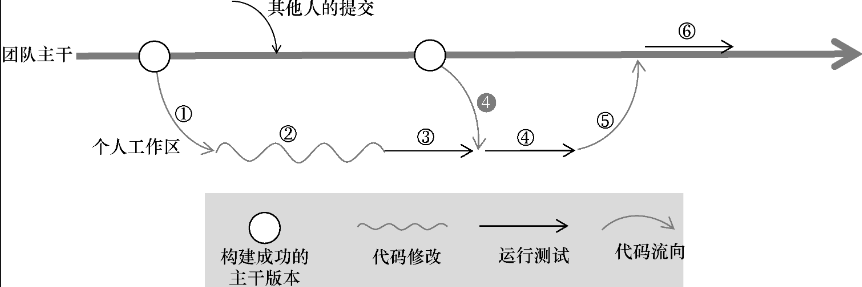 其他人的提交
⑥
团队主干
①
❹
⑤
个人工作区
②
③
④
构建成功的
主干版本
代码修改
运行测试
代码流向